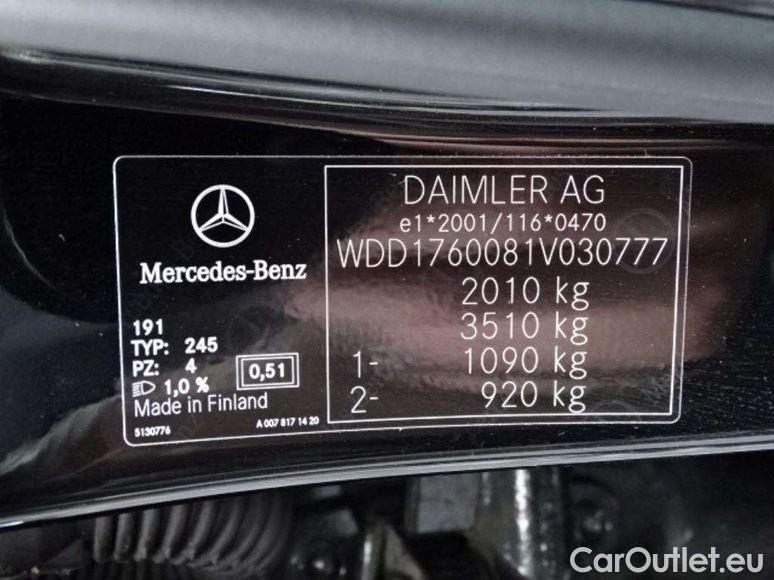 Mercedes-Benz
191
TYP: 245
PZ: 4
1,0 %
0,51
Made in Finland
5130776
A 007 817 14 20
DAIMLER AG
e1*2001/116*0470
WDD1760081V030777
2010 kg
3510 kg
1- 1090 kg
2- 920 kg
CarOutlet.eu